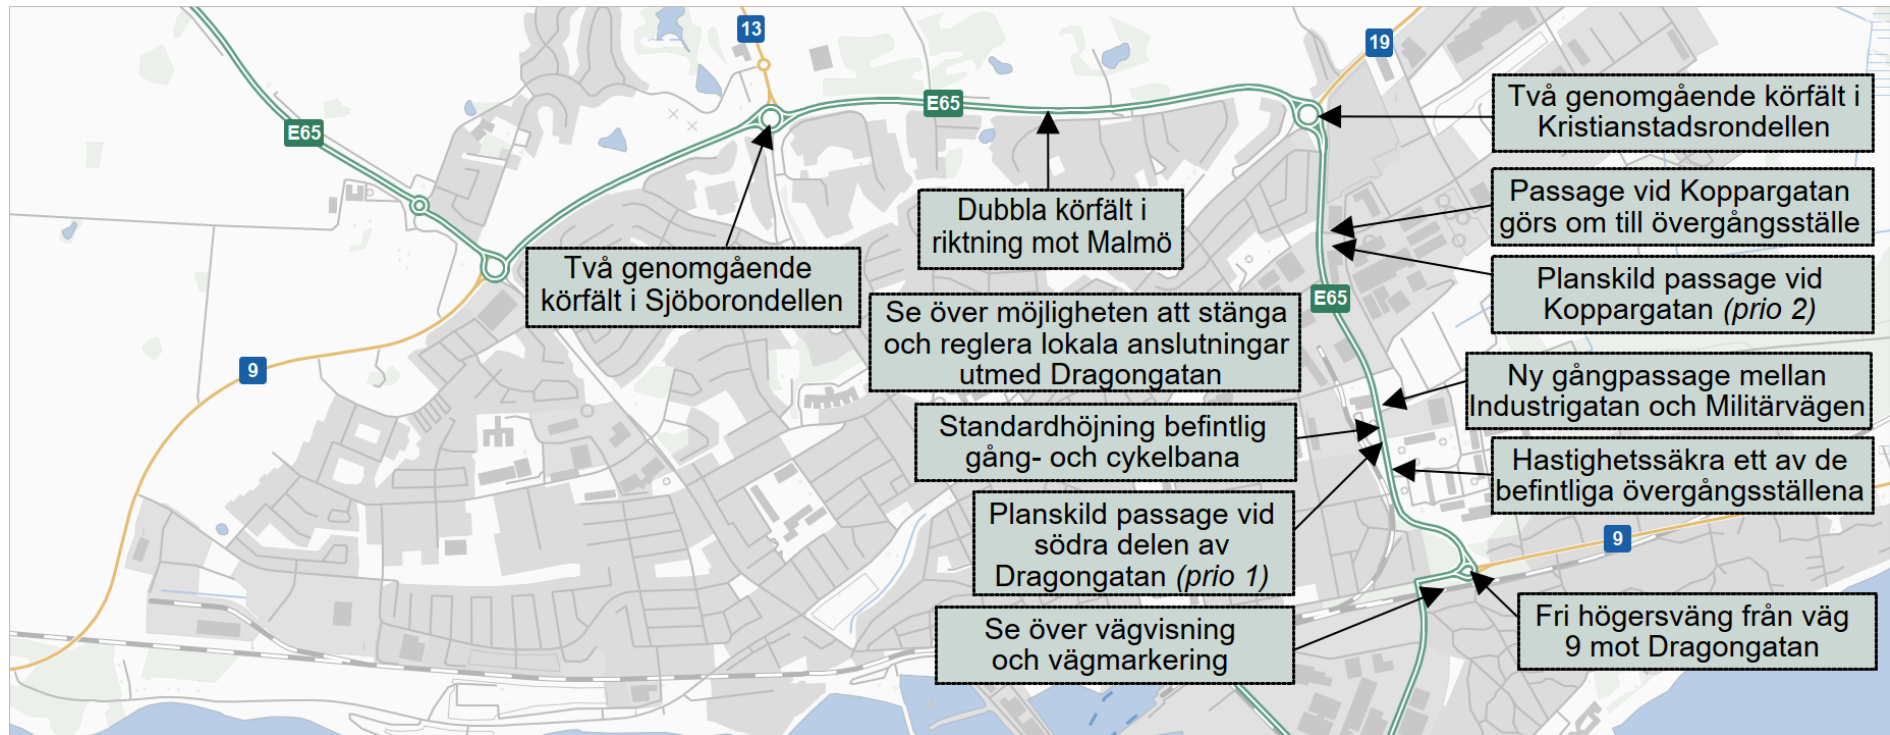 13
19
E65
E65
E65
9
9
Två genomgående körfält i
Kristianstadsrondellen
Passage vid Koppargatan
görs om till övergångsställe
Dubbla körfält i
riktning mot Malmö
Två genomgående
körfält i Sjöborondellen
Planskild passage vid
Koppargatan (prio 2)
Se över möjligheten att stänga
och reglera lokala anslutningar
utmed Dragongatan
Ny gångpassage mellan
Industrigatan och Militärvägen
Standardhöjning befintlig
gång- och cykelbana
Hastighetssäkra ett av de
befintliga övergångsställena
Planskild passage vid
södra delen av
Dragongatan (prio 1)
Se över vägvisning
och vägmarkering
Fri högersväng från väg
9 mot Dragongatan